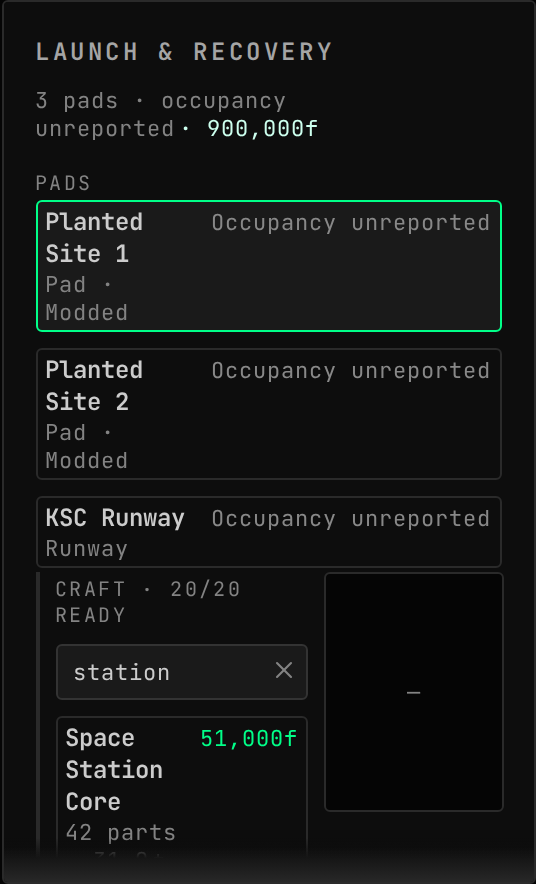 LAUNCH & RECOVERY
3 pads · occupancy
unreported · 900,000f
PADS
Planted Site 1
Occupancy unreported
Pad ·
Modded
Planted Site 2
Occupancy unreported
Pad ·
Modded
KSC Runway
Occupancy unreported
Runway
CRAFT · 20/20
READY
station
Space
Station
Core
51,000f
42 parts
—